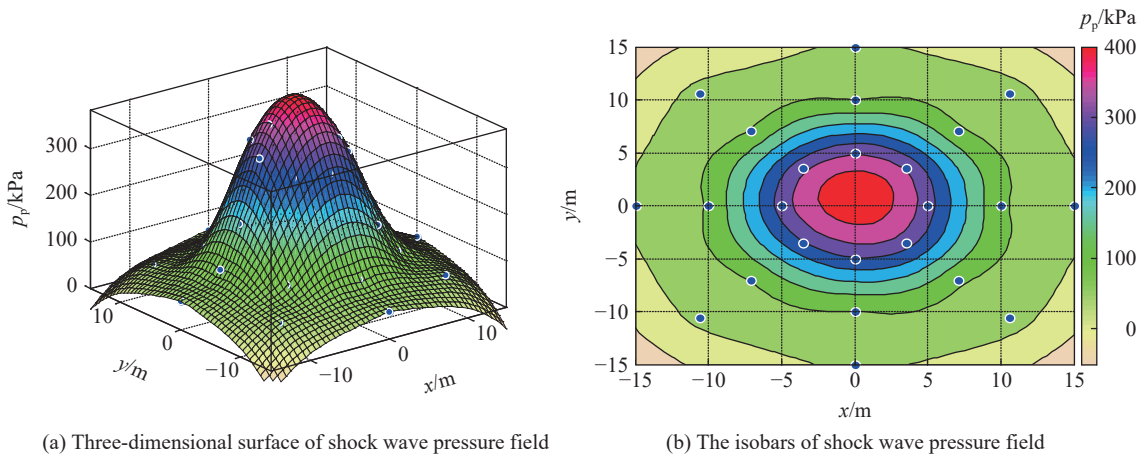 300
200
100
0
p_p/kPa
10
0
−10
y/m
−10
0
10
x/m
(a) Three-dimensional surface of shock wave pressure field
p_p/kPa
15
10
5
0
−5
−10
−15
y/m
−15 −10 −5 0 5 10 15
x/m
400
300
200
100
0
(b) The isobars of shock wave pressure field